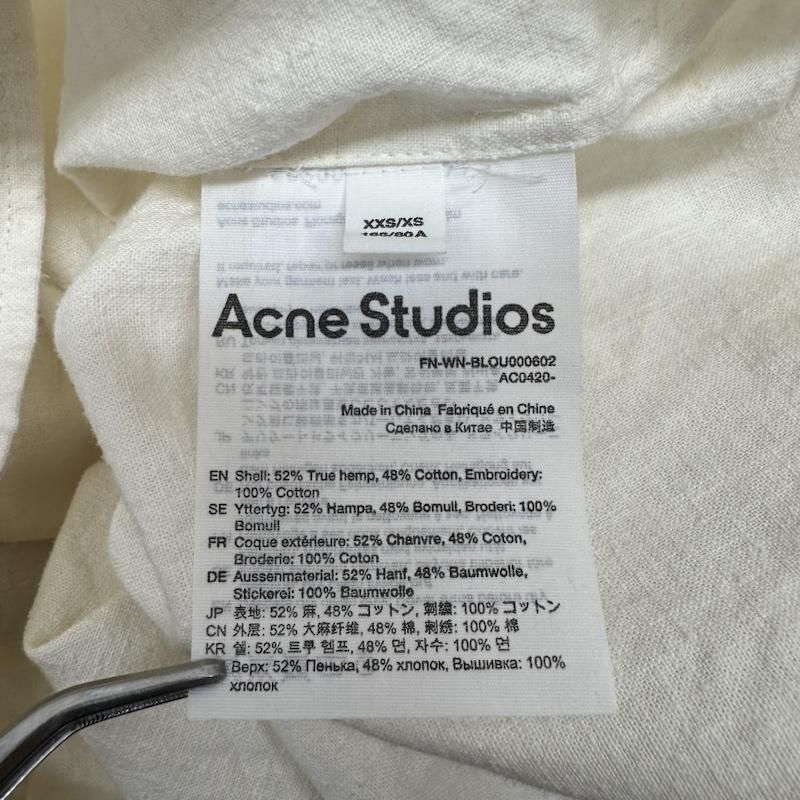 XXS/XS
Acne Studios
FN-WN-BLOU000602
AC0420-
Made in China Fabriqué en Chine
Сделано в Китае 中国制造
EN Shell: 52% True hemp, 48% Cotton, Embroidery:
100% Cotton
SE Yttertyg: 52% Hampa, 48% Bomull, Broderi: 100%
Bomull
FR Coque extérieure: 52% Chanvre, 48% Coton,
Broderie: 100% Coton
DE Aussenmaterial: 52% Hanf, 48% Baumwolle,
Stickerei: 100% Baumwolle
JP 表地: 52% 麻, 48% コットン, 刺繍: 100% コットン
CN 外层: 52% 大麻纤维, 48% 棉, 刺绣: 100% 棉
KR 쉘: 52% 트루 헴프, 48% 면, 자수: 100% 면
Верх: 52% Пенька, 48% хлопок, Вышивка: 100%
хлопок